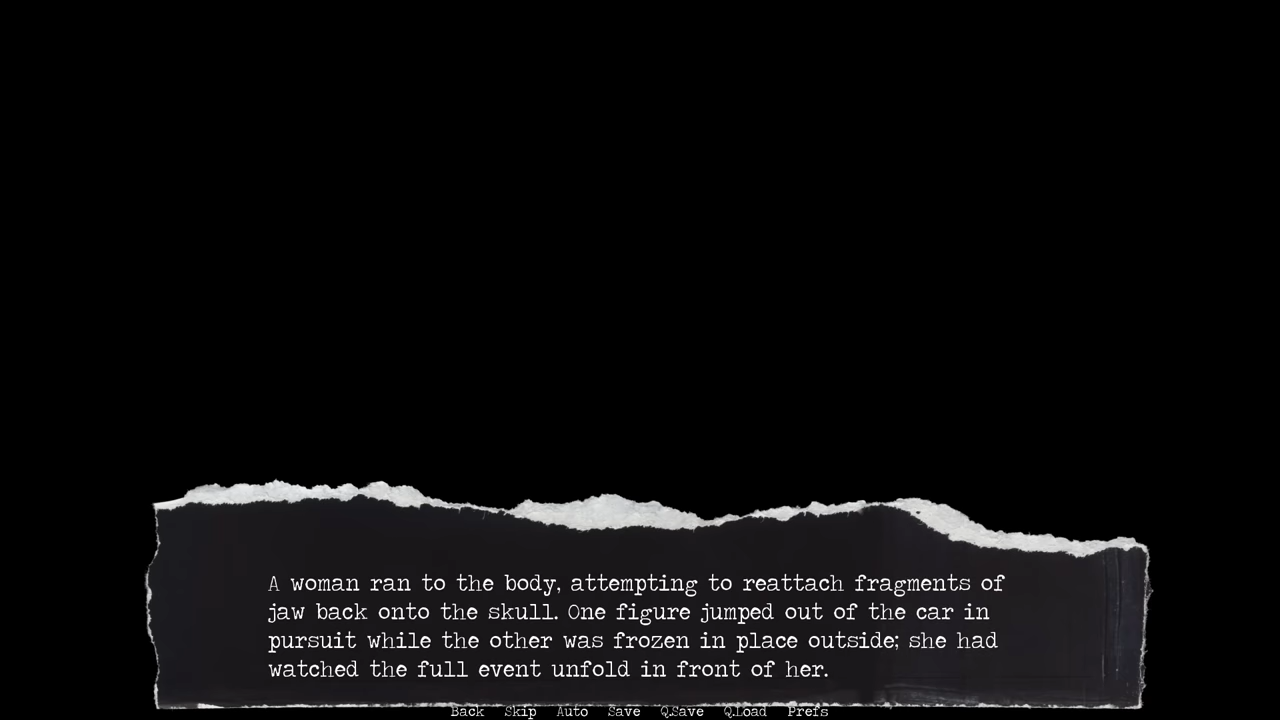 A woman ran to the body, attempting to reattach fragments of
jaw back onto the skull. One figure jumped out of the car in
pursuit while the other was frozen in place outside; she had
watched the full event unfold in front of her.
Back Skip Auto Save Q.Save Q.Load Prefs